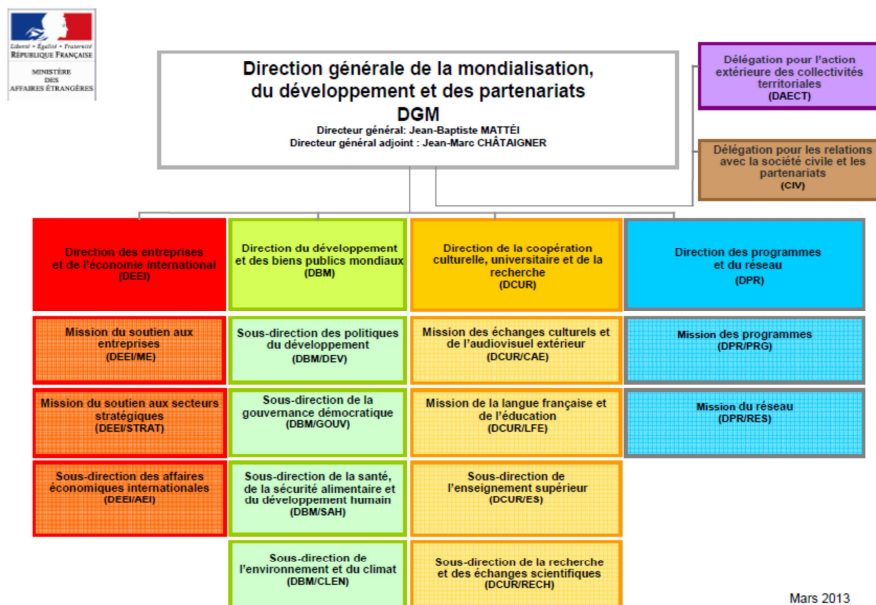 Liberté • Égalité • Fraternité
RÉPUBLIQUE FRANÇAISE
MINISTÈRE
DES
AFFAIRES ÉTRANGÈRES
Direction générale de la mondialisation,
du développement et des partenariats
DGM
Directeur général: Jean-Baptiste MATTÉI
Directeur général adjoint : Jean-Marc CHÂTAIGNER
Délégation pour l'action
extérieure des collectivités
territoriales
(DAECT)
Délégation pour les relations
avec la société civile et les
partenariats
(CIV)
Direction des entreprises
et de l'économie international
(DEEI)
Direction du développement
et des biens publics mondiaux
(DBM)
Direction de la coopération
culturelle, universitaire et de la
recherche
(DCUR)
Direction des programmes
et du réseau
(DPR)
Mission du soutien aux
entreprises
(DEEI/ME)
Sous-direction des politiques
du développement
(DBM/DEV)
Mission des échanges culturels et
de l'audiovisuel extérieur
(DCUR/CAE)
Mission des programmes
(DPR/PRG)
Mission du soutien aux secteurs
stratégiques
(DEEI/STRAT)
Sous-direction de la
gouvernance démocratique
(DBM/GOUV)
Mission de la langue française et
de l'éducation
(DCUR/LFE)
Mission du réseau
(DPR/RES)
Sous-direction des affaires
économiques internationales
(DEEI/AEI)
Sous-direction de la santé,
de la sécurité alimentaire et
du développement humain
(DBM/SAH)
Sous-direction de
l'enseignement supérieur
(DCUR/ES)
Sous-direction de
l'environnement et du climat
(DBM/CLEN)
Sous-direction de la recherche
et des échanges scientifiques
(DCUR/RECH)
Mars 2013